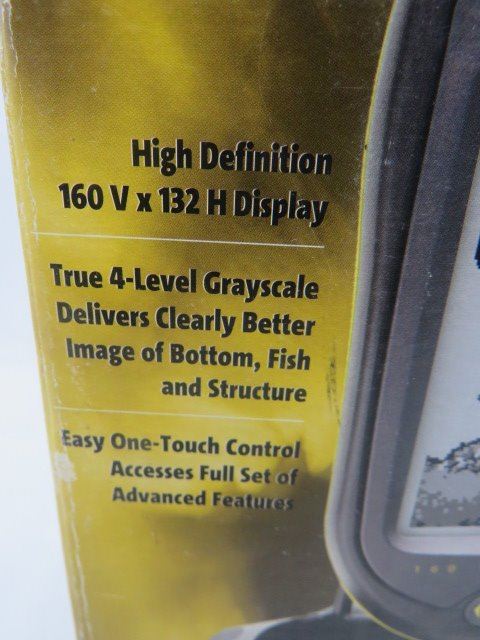 High Definition
160 V x 132 H Display
True 4-Level Grayscale
Delivers Clearly Better
Image of Bottom, Fish
and Structure
Easy One-Touch Control
Accesses Full Set of
Advanced Features
160